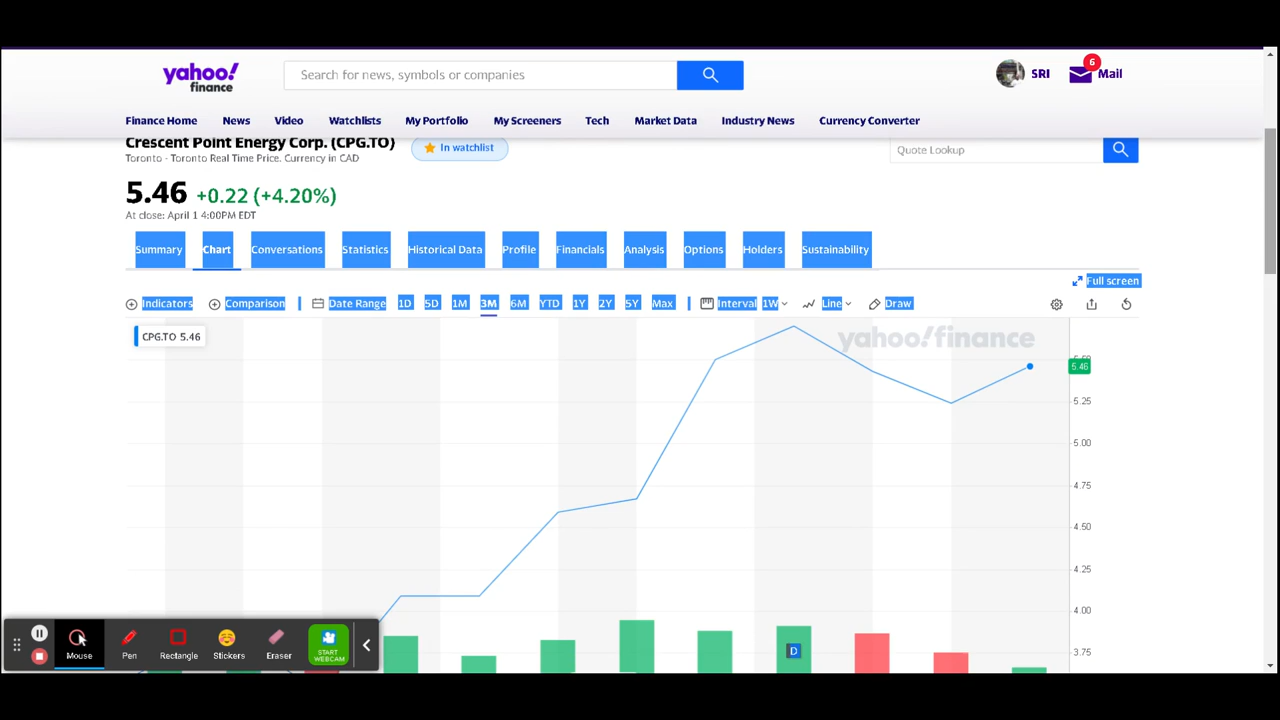 yahoo!
finance
Search for news, symbols or companies
SRI
6
Mail
Finance Home News Video Watchlists My Portfolio My Screeners Tech Market Data Industry News Currency Converter
Crescent Point Energy Corp. (CPG.TO)
In watchlist
Toronto - Toronto Real Time Price. Currency in CAD
Quote Lookup
5.46 +0.22 (+4.20%)
At close: April 1 4:00PM EDT
Summary Chart Conversations Statistics Historical Data Profile Financials Analysis Options Holders Sustainability
Full screen
Indicators Comparison Date Range 1D 5D 1M 3M 6M YTD 1Y 2Y 5Y Max Interval 1W Line Draw
CPG.TO 5.46
yahoo!finance
5.46
5.25
5.00
4.75
4.50
4.25
4.00
3.75
D
Mouse Pen Rectangle Stickers Eraser
START
WEBCAM